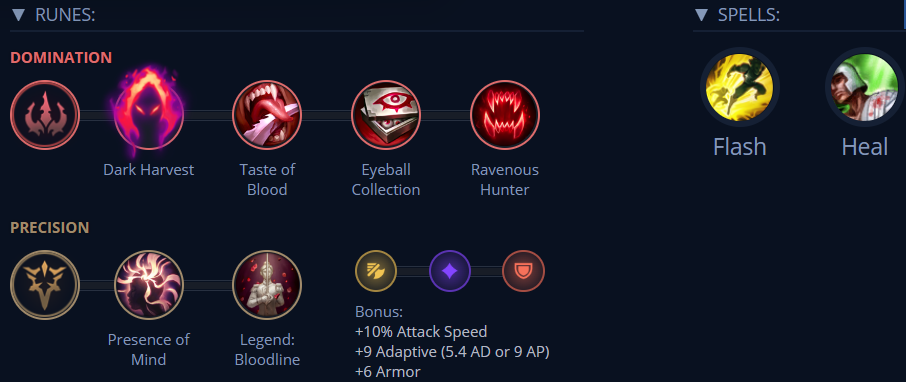 ▼ RUNES:
▼ SPELLS:
DOMINATION
Dark Harvest
Taste of
Blood
Eyeball
Collection
Ravenous
Hunter
Flash
Heal
PRECISION
Presence of
Mind
Legend:
Bloodline
Bonus:
+10% Attack Speed
+9 Adaptive (5.4 AD or 9 AP)
+6 Armor